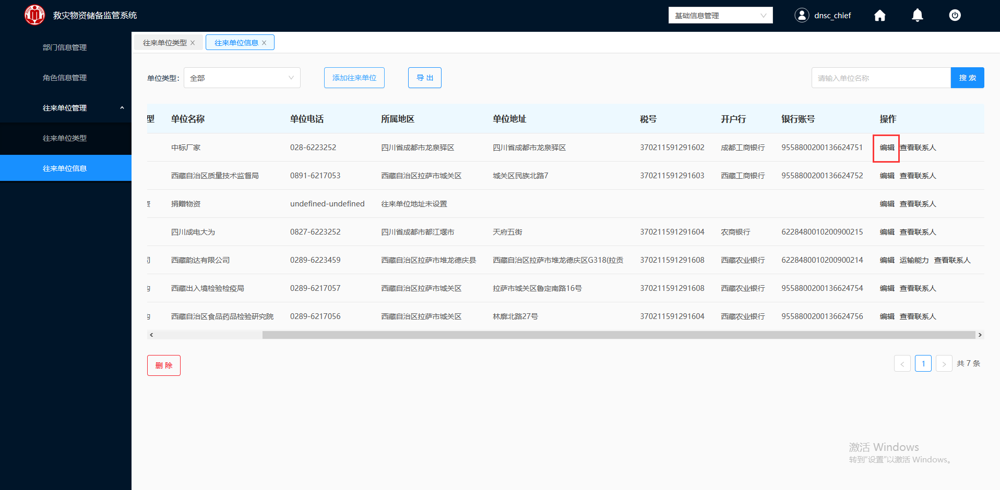 救灾物资储备监管系统
基础信息管理
dnsc_chief
部门信息管理
角色信息管理
往来单位管理
往来单位类型
往来单位信息
往来单位类型
往来单位信息
单位类型： 全部
添加往来单位
导 出
请输入单位名称
搜 索
型 单位名称 单位电话 所属地区 单位地址 税号 开户行 银行账号 操作
中标厂家 028-6223252 四川省成都市龙泉驿区 四川省成都市龙泉驿区 370211591291602 成都工商银行 9558800200136624751 编辑 查看联系人
西藏自治区质量技术监督局 0891-6217053 西藏自治区拉萨市城关区 城关区民族北路7 370211591291603 西藏工商银行 9558800200136624752 编辑 查看联系人
捐赠物资 undefined-undefined 往来单位地址未设置 编辑 查看联系人
四川成电大为 0827-6223252 四川省成都市都江堰市 天府五街 370211591291604 农商银行 6228480010200900215 编辑 查看联系人
西藏韵达有限公司 0289-6223459 西藏自治区拉萨市堆龙德庆县 西藏自治区拉萨市堆龙德庆区G318(拉贡 370211591291608 西藏农业银行 6228480010200900214 编辑 运输能力 查看联系人
西藏出入境检验检疫局 0289-6217057 西藏自治区拉萨市城关区 拉萨市城关区鲁定南路16号 370211591291608 西藏农业银行 9558800200136624754 编辑 查看联系人
西藏自治区食品药品检验研究院 0289-6217056 西藏自治区拉萨市城关区 林廓北路27号 370211591291604 西藏农业银行 9558800200136624756 编辑 查看联系人
删 除
1
共 7 条
激活 Windows
转到"设置"以激活 Windows。